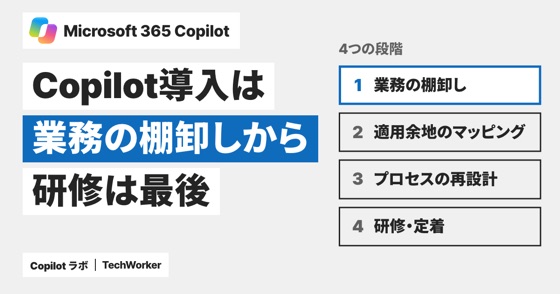 Microsoft 365 Copilot
Copilot導入は
業務の棚卸しから
研修は最後
Copilot ラボ | TechWorker
4つの段階
1 業務の棚卸し
2 適用余地のマッピング
3 プロセスの再設計
4 研修・定着